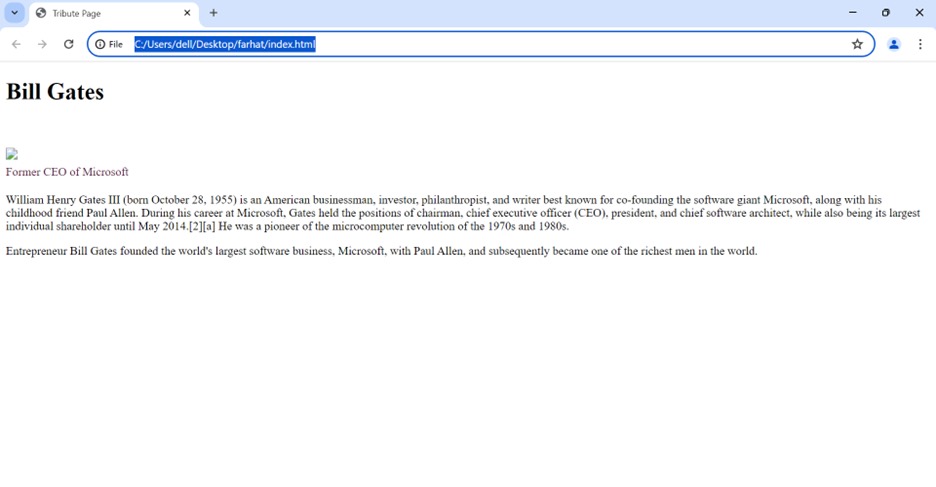 Tribute Page
File C:/Users/dell/Desktop/farhat/index.html
Bill Gates
Former CEO of Microsoft
William Henry Gates III (born October 28, 1955) is an American businessman, investor, philanthropist, and writer best known for co-founding the software giant Microsoft, along with his
childhood friend Paul Allen. During his career at Microsoft, Gates held the positions of chairman, chief executive officer (CEO), president, and chief software architect, while also being its largest
individual shareholder until May 2014.[2][a] He was a pioneer of the microcomputer revolution of the 1970s and 1980s.
Entrepreneur Bill Gates founded the world's largest software business, Microsoft, with Paul Allen, and subsequently became one of the richest men in the world.